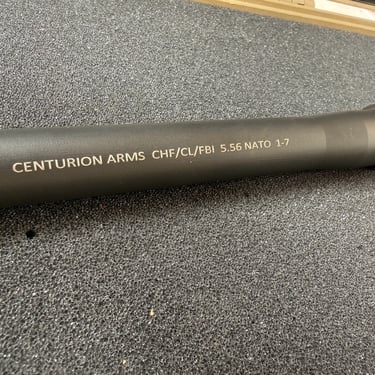 CENTURION ARMS CHF/CL/FBI 5.56 NATO 1-7